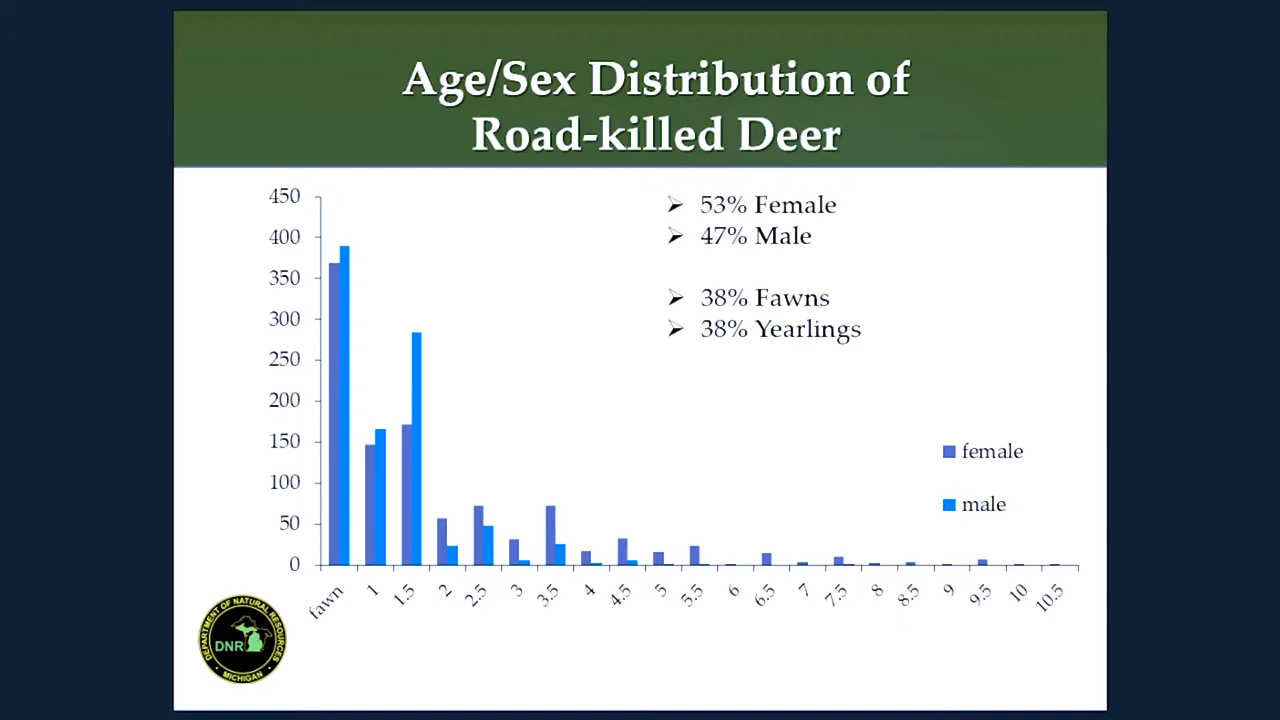 Age/Sex Distribution of
Road-killed Deer
450
400
350
300
250
200
150
100
50
0
➢ 53% Female
➢ 47% Male
➢ 38% Fawns
➢ 38% Yearlings
female
male
fawn
1
1.5
2
2.5
3
3.5
4
4.5
5
5.5
6
6.5
7
7.5
8
8.5
9
9.5
10
10.5
DEPARTMENT OF NATURAL RESOURCES
DNR
MICHIGAN